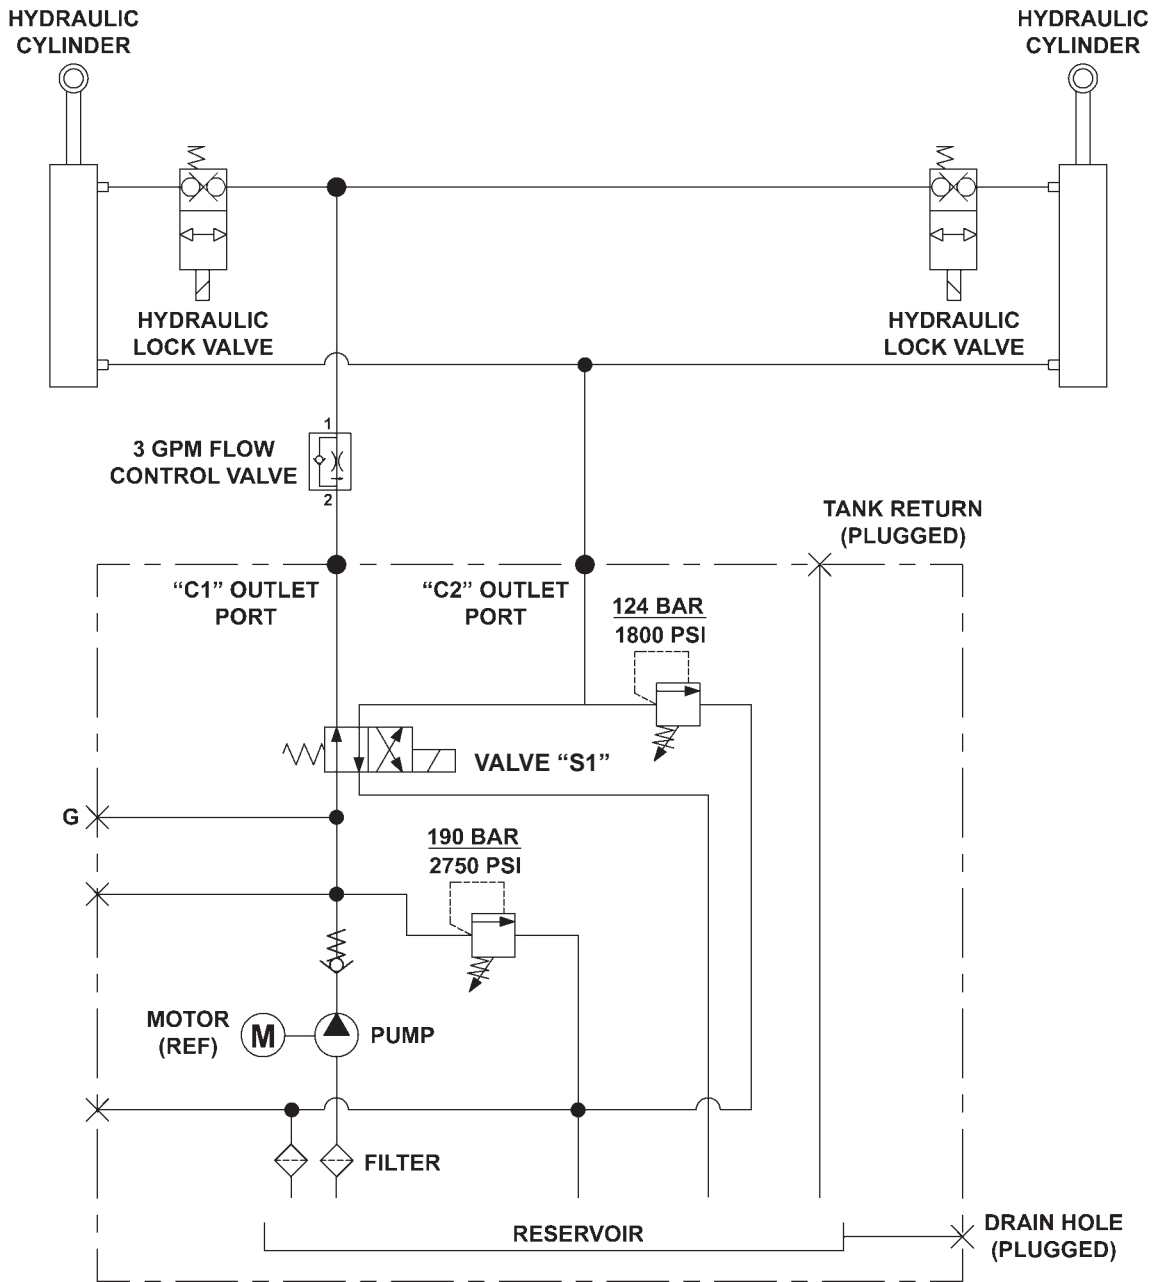 HYDRAULIC
CYLINDER
HYDRAULIC
CYLINDER
HYDRAULIC
LOCK VALVE
HYDRAULIC
LOCK VALVE
1
3 GPM FLOW
CONTROL VALVE
2
TANK RETURN
(PLUGGED)
“C1” OUTLET
PORT
“C2” OUTLET
PORT
124 BAR
1800 PSI
VALVE “S1”
G
190 BAR
2750 PSI
MOTOR
(REF)
M
PUMP
FILTER
RESERVOIR
DRAIN HOLE
(PLUGGED)